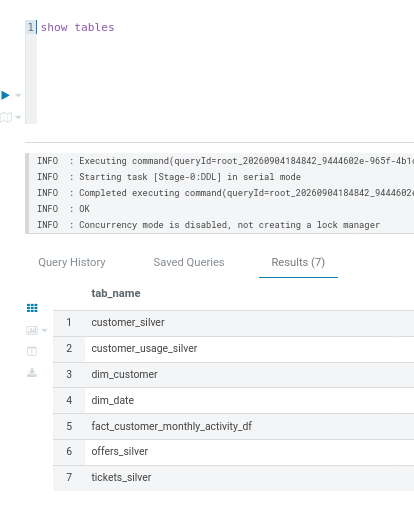 1 show tables
INFO : Executing command(queryId=root_20260904184842_9444602e-965f-4b1
INFO : Starting task [Stage-0:DDL] in serial mode
INFO : Completed executing command(queryId=root_20260904184842_9444602
INFO : OK
INFO : Concurrency mode is disabled, not creating a lock manager
Query History Saved Queries Results (7)
tab_name
1 customer_silver
2 customer_usage_silver
3 dim_customer
4 dim_date
5 fact_customer_monthly_activity_df
6 offers_silver
7 tickets_silver